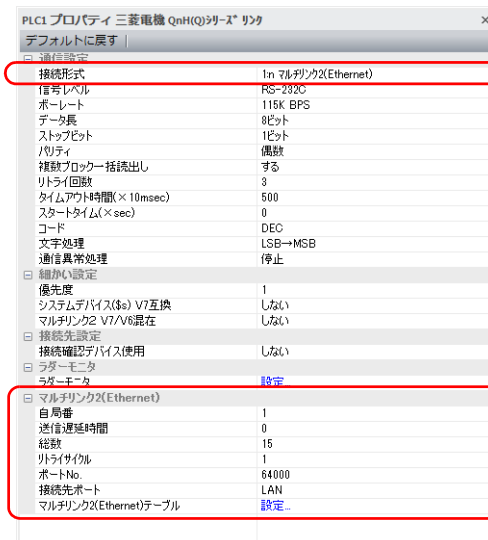 PLC1 プロパティ 三菱電機 QnH(Q)ｼﾘｰｽﾞ ﾘﾝｸ ×
デフォルトに戻す
通信設定
接続形式 1:n マルチリンク2(Ethernet)
信号レベル RS-232C
ボーレート 115K BPS
データ長 8ビット
ストップビット 1ビット
パリティ 偶数
複数ブロック一括読出し する
リトライ回数 3
タイムアウト時間(×10msec) 500
スタートタイム(×sec) 0
コード DEC
文字処理 LSB→MSB
通信異常処理 停止
細かい設定
優先度 1
システムデバイス($s) V7互換 しない
マルチリンク2 V7/V6混在 しない
接続先設定
接続確認デバイス使用 しない
ラダーモニタ
ラダーモニタ 設定
マルチリンク2(Ethernet)
自局番 1
送信遅延時間 0
総数 15
リトライサイクル 1
ポートNo. 64000
接続先ポート LAN
マルチリンク2(Ethernet)テーブル 設定...